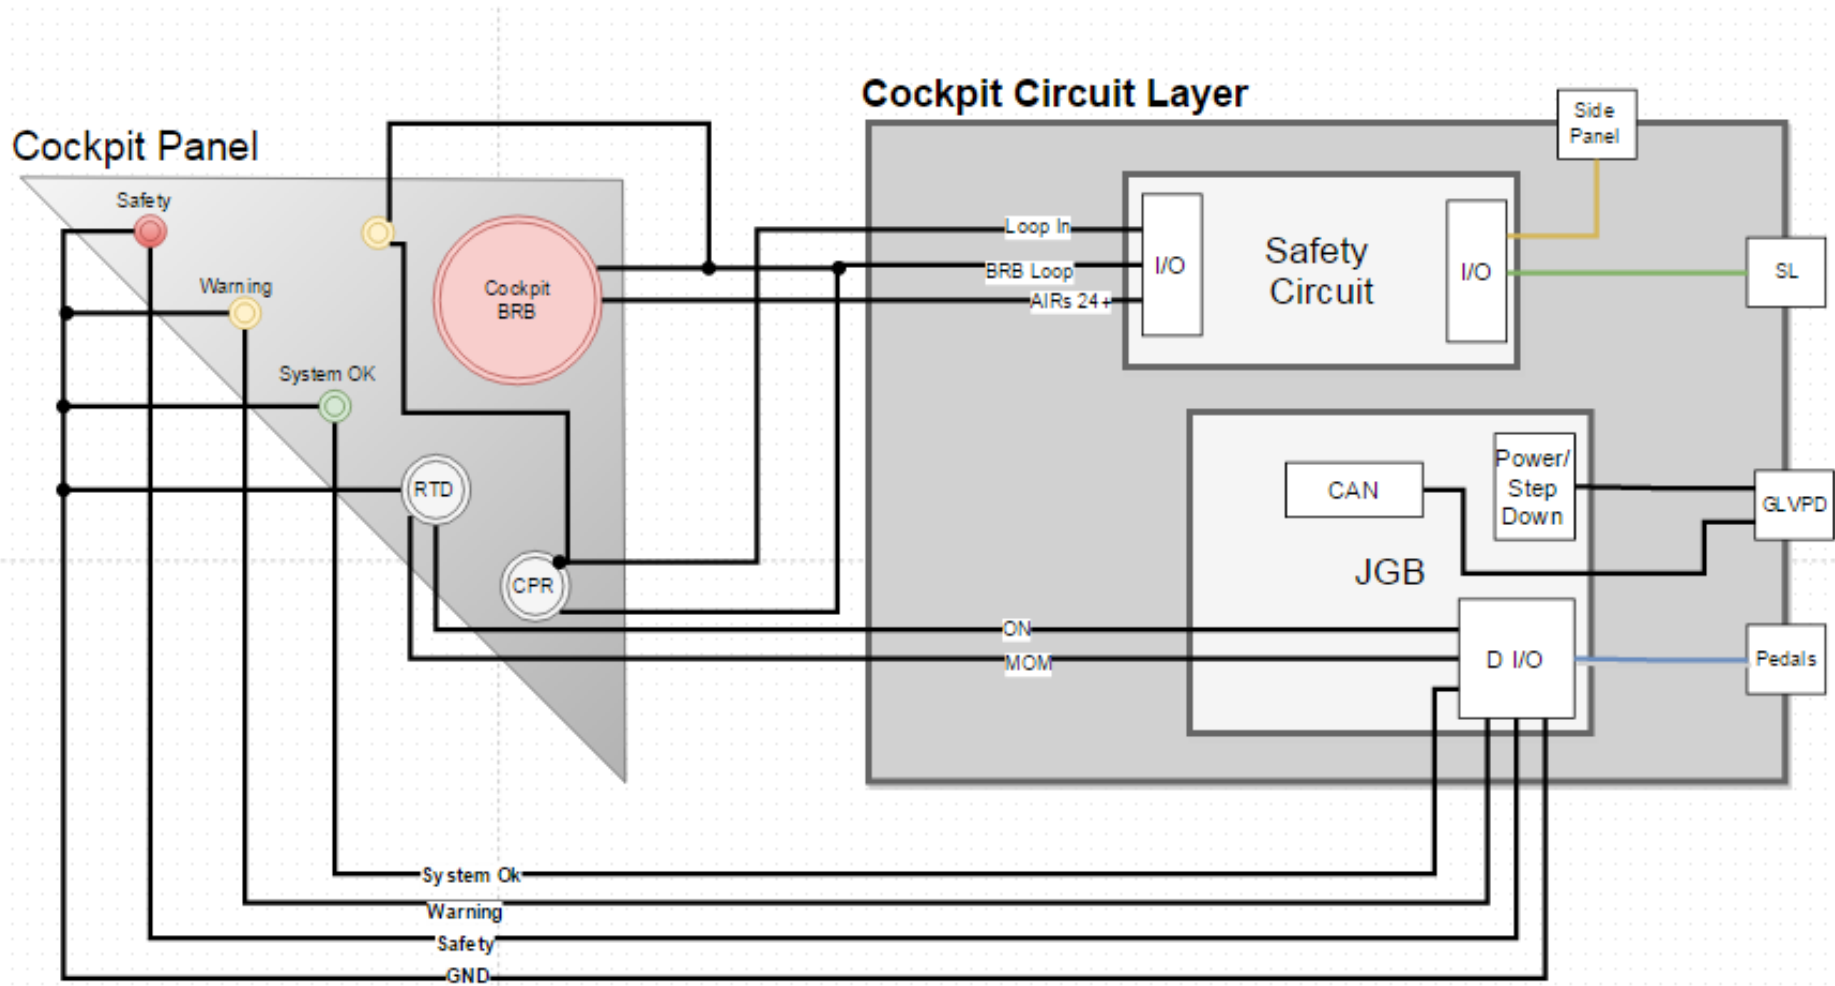 Cockpit Circuit Layer
Side
Panel
Cockpit Panel
Safety
Loop In
Safety
Circuit
I/O
I/O
BRB Loop
SL
AIRs 24+
Warning
Cockpit
BRB
System OK
Power/
Step
Down
CAN
GLVPD
RTD
JGB
CPR
ON
MOM
D I/O
Pedals
System Ok
Warning
Safety
GND